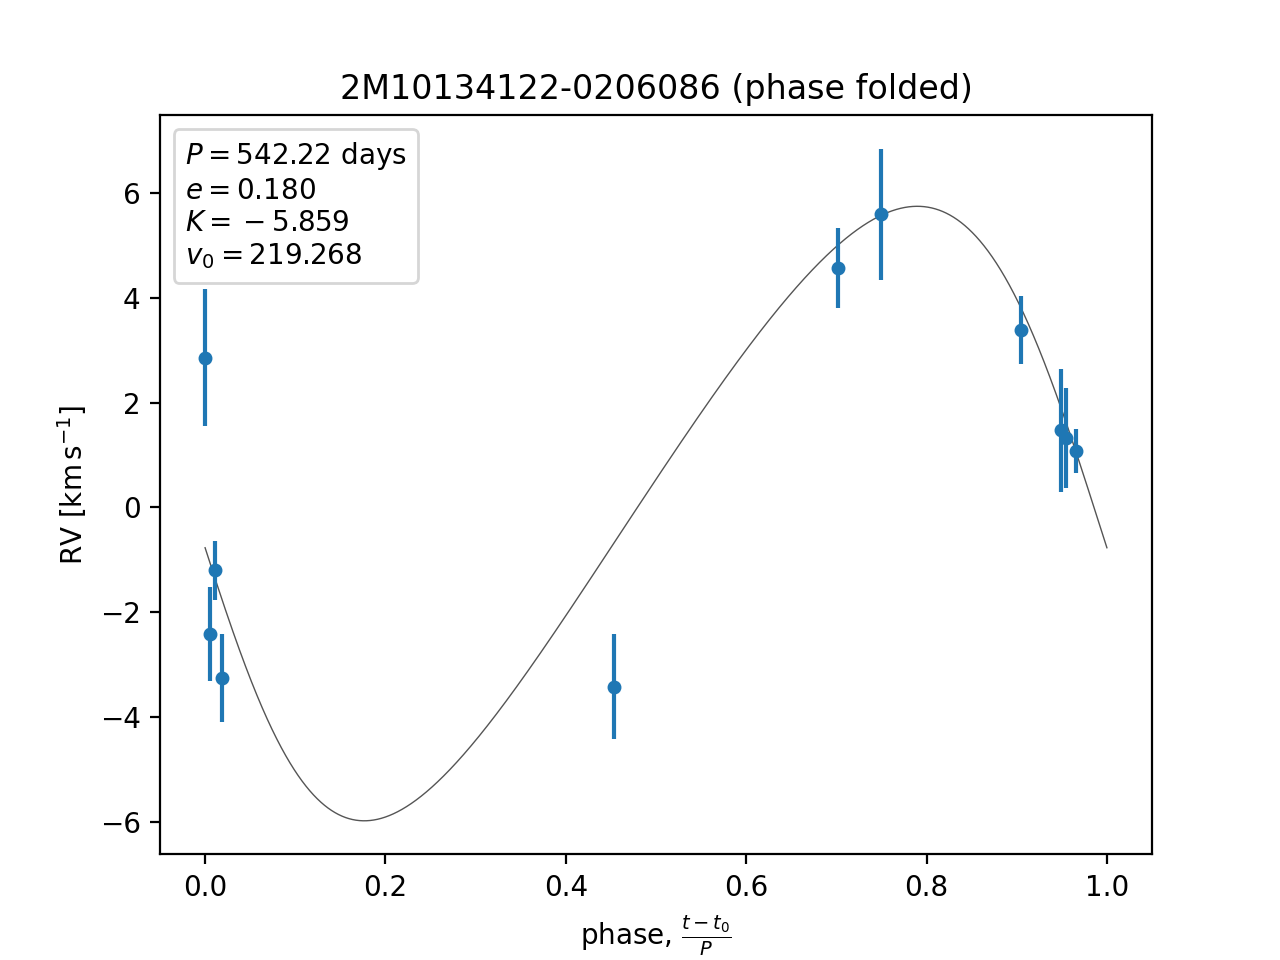 2M10134122-0206086 (phase folded)
P = 542.22 days
e = 0.180
K = −5.859
v₀ = 219.268
RV [km s⁻¹]
6
4
2
0
−2
−4
−6
0.0 0.2 0.4 0.6 0.8 1.0
phase, (t − t₀)/P